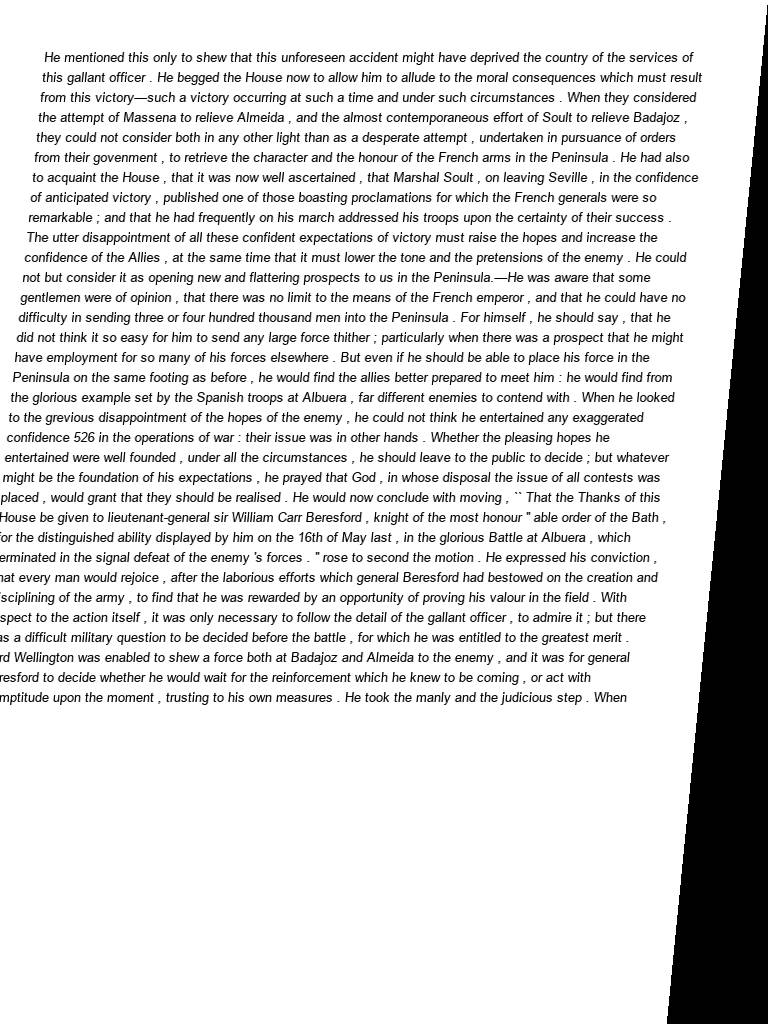 He mentioned this only to shew that this unforeseen accident might have deprived the country of the services of
this gallant officer . He begged the House now to allow him to allude to the moral consequences which must result
from this victory—such a victory occurring at such a time and under such circumstances . When they considered
the attempt of Massena to relieve Almeida , and the almost contemporaneous effort of Soult to relieve Badajoz ,
they could not consider both in any other light than as a desperate attempt , undertaken in pursuance of orders
from their govenment , to retrieve the character and the honour of the French arms in the Peninsula . He had also
to acquaint the House , that it was now well ascertained , that Marshal Soult , on leaving Seville , in the confidence
of anticipated victory , published one of those boasting proclamations for which the French generals were so
remarkable ; and that he had frequently on his march addressed his troops upon the certainty of their success .
The utter disappointment of all these confident expectations of victory must raise the hopes and increase the
confidence of the Allies , at the same time that it must lower the tone and the pretensions of the enemy . He could
not but consider it as opening new and flattering prospects to us in the Peninsula.—He was aware that some
gentlemen were of opinion , that there was no limit to the means of the French emperor , and that he could have no
difficulty in sending three or four hundred thousand men into the Peninsula . For himself , he should say , that he
did not think it so easy for him to send any large force thither ; particularly when there was a prospect that he might
have employment for so many of his forces elsewhere . But even if he should be able to place his force in the
Peninsula on the same footing as before , he would find the allies better prepared to meet him : he would find from
the glorious example set by the Spanish troops at Albuera , far different enemies to contend with . When he looked
to the grevious disappointment of the hopes of the enemy , he could not think he entertained any exaggerated
confidence 526 in the operations of war : their issue was in other hands . Whether the pleasing hopes he
entertained were well founded , under all the circumstances , he should leave to the public to decide ; but whatever
might be the foundation of his expectations , he prayed that God , in whose disposal the issue of all contests was
placed , would grant that they should be realised . He would now conclude with moving , `` That the Thanks of this
House be given to lieutenant-general sir William Carr Beresford , knight of the most honour " able order of the Bath ,
for the distinguished ability displayed by him on the 16th of May last , in the glorious Battle at Albuera , which
erminated in the signal defeat of the enemy 's forces . " rose to second the motion . He expressed his conviction ,
hat every man would rejoice , after the laborious efforts which general Beresford had bestowed on the creation and
sciplining of the army , to find that he was rewarded by an opportunity of proving his valour in the field . With
spect to the action itself , it was only necessary to follow the detail of the gallant officer , to admire it ; but there
as a difficult military question to be decided before the battle , for which he was entitled to the greatest merit .
rd Wellington was enabled to shew a force both at Badajoz and Almeida to the enemy , and it was for general
resford to decide whether he would wait for the reinforcement which he knew to be coming , or act with
mptitude upon the moment , trusting to his own measures . He took the manly and the judicious step . When